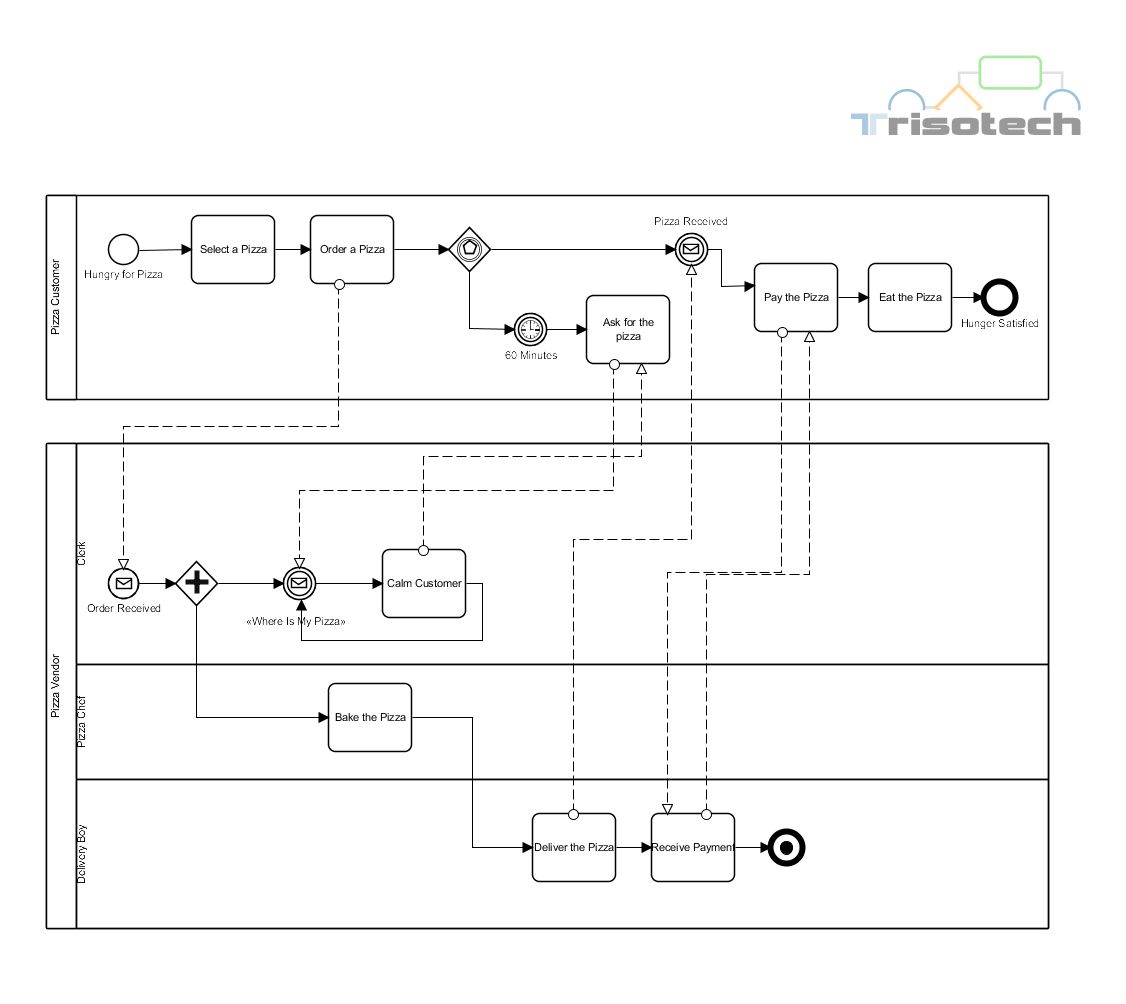 Trisotech
Pizza Customer
Hungry for Pizza
Select a Pizza
Order a Pizza
60 Minutes
Ask for the
pizza
Pizza Received
Pay the Pizza
Eat the Pizza
Hunger Satisfied
Pizza Vendor
Clerk
Order Received
«Where Is My Pizza»
Calm Customer
Pizza Chef
Bake the Pizza
Delivery Boy
Deliver the Pizza
Receive Payment